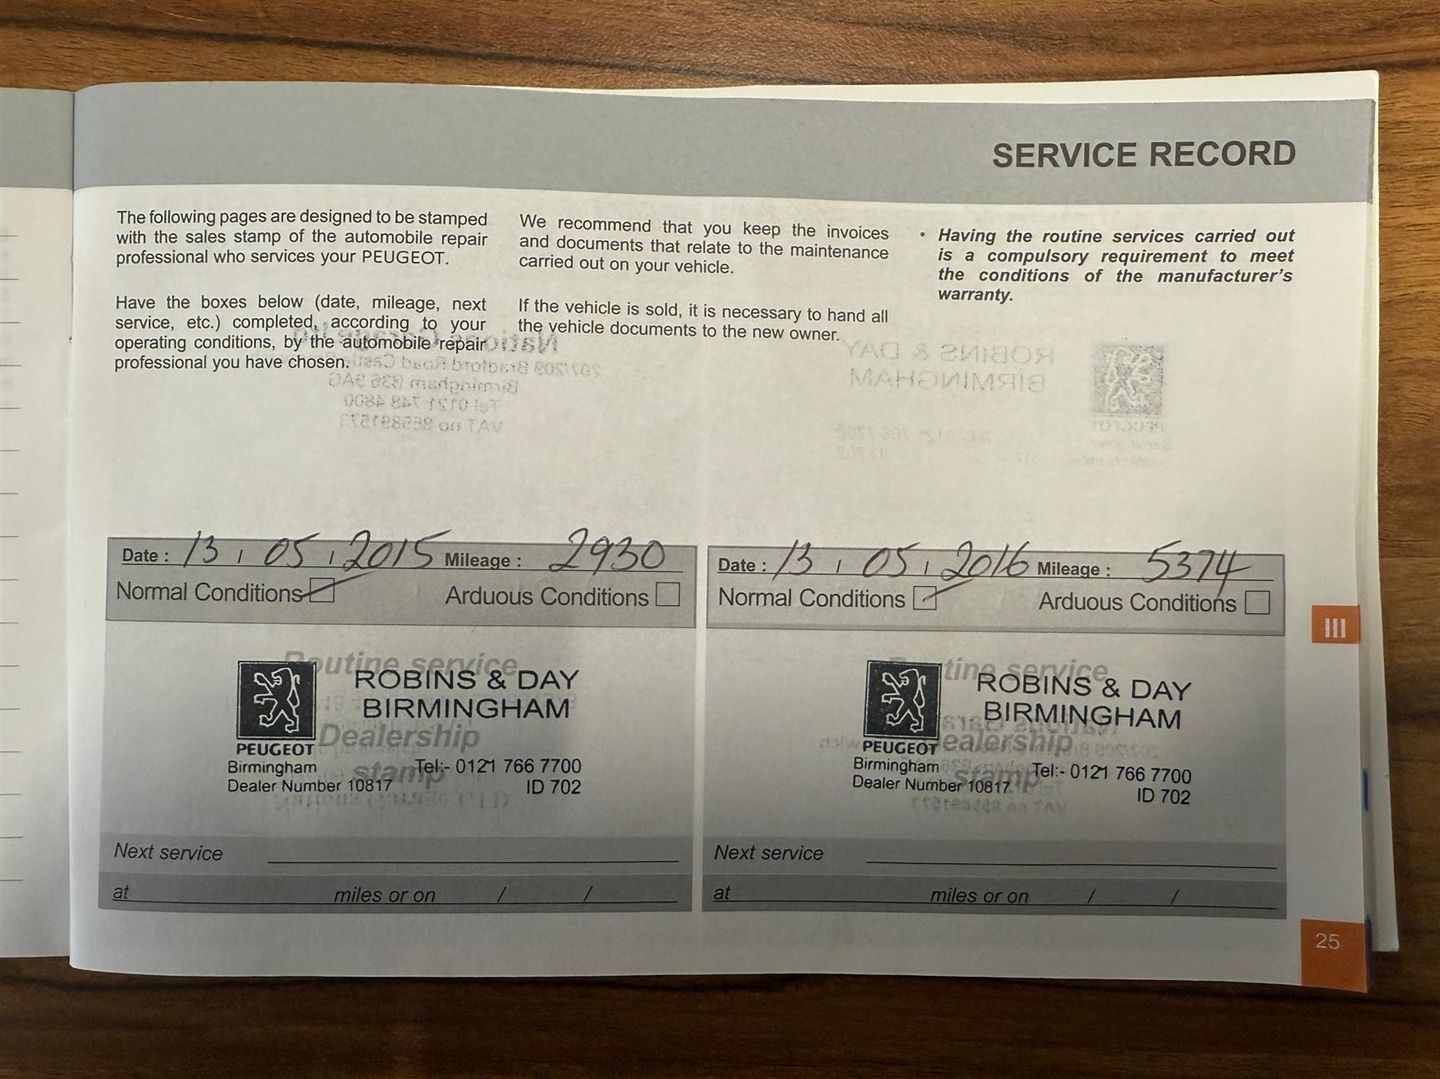 SERVICE RECORD
The following pages are designed to be stamped
with the sales stamp of the automobile repair
professional who services your PEUGEOT.
Have the boxes below (date, mileage, next
service, etc.) completed, according to your
operating conditions, by the automobile repair
professional you have chosen.
We recommend that you keep the invoices
and documents that relate to the maintenance
carried out on your vehicle.
If the vehicle is sold, it is necessary to hand all
the vehicle documents to the new owner.
• Having the routine services carried out
is a compulsory requirement to meet
the conditions of the manufacturer's
warranty.
Date : 13 / 05 / 2015 Mileage : 2930
Normal Conditions Arduous Conditions
Routine service
ROBINS & DAY
BIRMINGHAM
PEUGEOT
Dealership
Birmingham Tel:- 0121 766 7700
stamp
Dealer Number 10817 ID 702
Next service
at miles or on / /
Date : 13 / 05 / 2016 Mileage : 5374
Normal Conditions Arduous Conditions
Routine service
ROBINS & DAY
BIRMINGHAM
PEUGEOT
Dealership
Birmingham Tel:- 0121 766 7700
stamp
Dealer Number 10817 ID 702
Next service
at miles or on / /
III
25